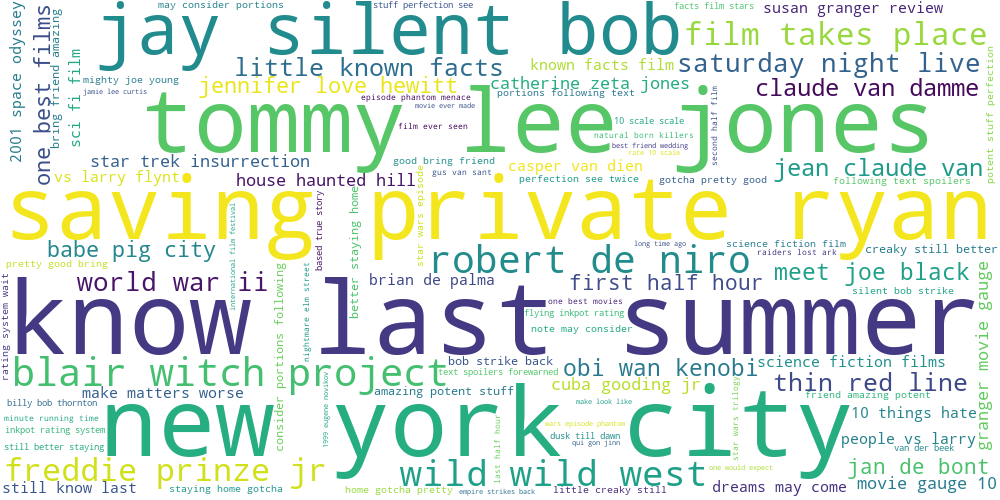 2001 space odyssey
one best films
bring friend amazing
sci fi film
may consider portions
jay silent bob
stuff perfection see
facts film stars
susan granger review
film takes place
little known facts
known facts film
saturday night live
mighty joe young
jamie lee curtis
jennifer love hewitt
catherine zeta jones
claude van damme
episode phantom menace
portions following text
movie ever made
tommy lee jones
10 scale scale
second half film
potent stuff perfection
film ever seen
natural born killers
best friend wedding
rate 10 scale
star trek insurrection
good bring friend
casper van dien
jean claude van
gus van sant
vs larry flynt
house haunted hill
perfection see twice
gotcha pretty good
following text spoilers
saving private ryan
international film festival
based true story
better staying home
star wars episode
babe pig city
robert de niro
long time ago
science fiction film
raiders lost ark
creaky still better
pretty good bring
world war ii
brian de palma
first half hour
meet joe black
silent bob strike
rating system wait
know last summer
one best movies
flying inkpot rating
note may consider
nightmare elm street
consider portions following
granger movie gauge
blair witch project
bob strike back
text spoilers forewarned
obi wan kenobi
science fiction films
thin red line
make matters worse
amazing potent stuff
cuba gooding jr
friend amazing potent
billy bob thornton
1999 eugene novikov
make look like
star wars trilogy
minute running time
new york city
10 things hate
inkpot rating system
wars episode phantom
dusk till dawn
qui gon jinn
people vs larry
van der beek
still better staying
last half hour
freddie prinze jr
wild wild west
one would expect
jan de bont
still know last
staying home gotcha
home gotcha pretty
empire strikes back
little creaky still
dreams may come
movie gauge 10